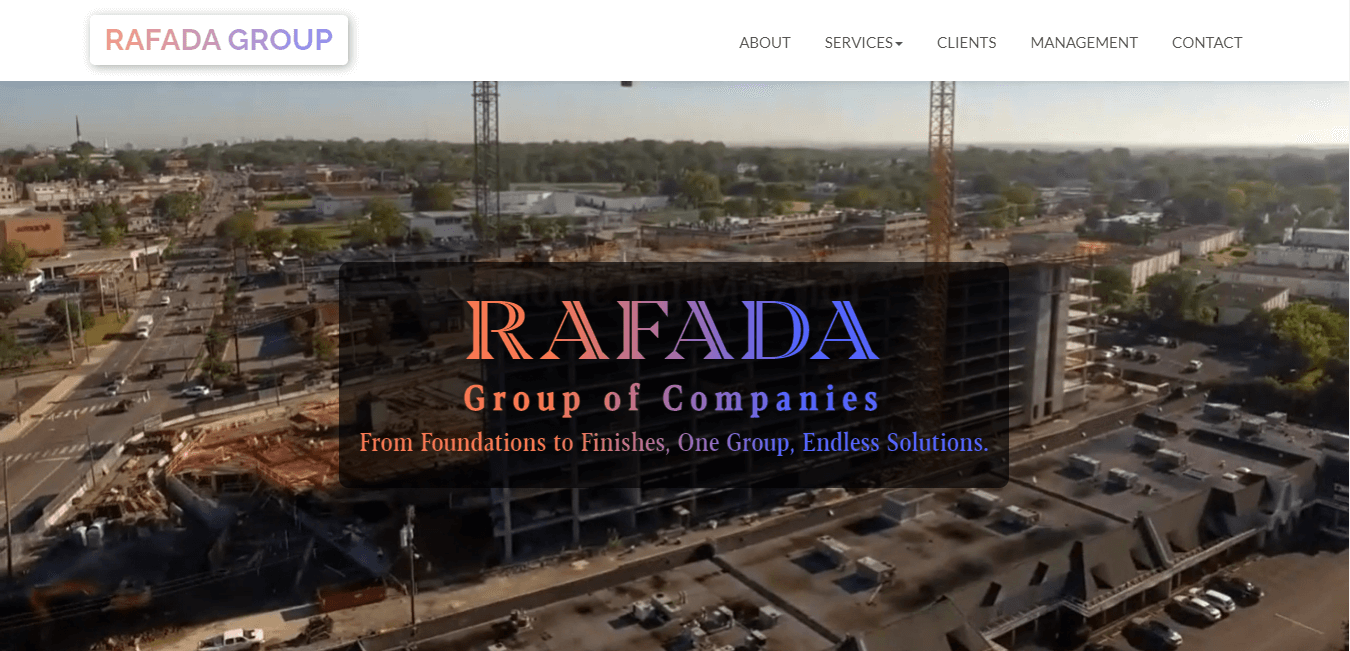 RAFADA GROUP
ABOUT
SERVICES
CLIENTS
MANAGEMENT
CONTACT
RAFADA
Group of Companies
From Foundations to Finishes, One Group, Endless Solutions.